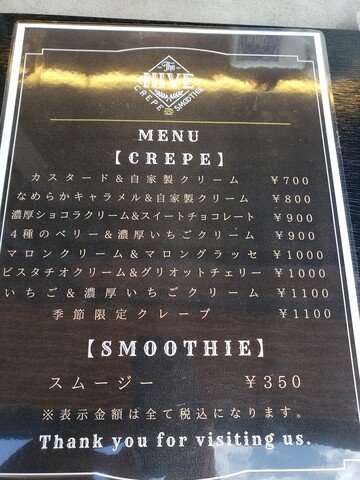 The
HIVE
CREPE & SMOOTHIE
MENU
【CREPE】
カスタード&自家製クリーム ¥700
なめらかキャラメル&自家製クリーム ¥800
濃厚ショコラクリーム&スイートチョコレート ¥900
4種のベリー&濃厚いちごクリーム ¥900
マロンクリーム&マロングラッセ ¥1000
ピスタチオクリーム&グリオットチェリー ¥1000
いちご&濃厚いちごクリーム ¥1100
季節限定クレープ ¥1100
【SMOOTHIE】
スムージー ¥350
※表示金額は全て税込になります。
Thank you for visiting us.